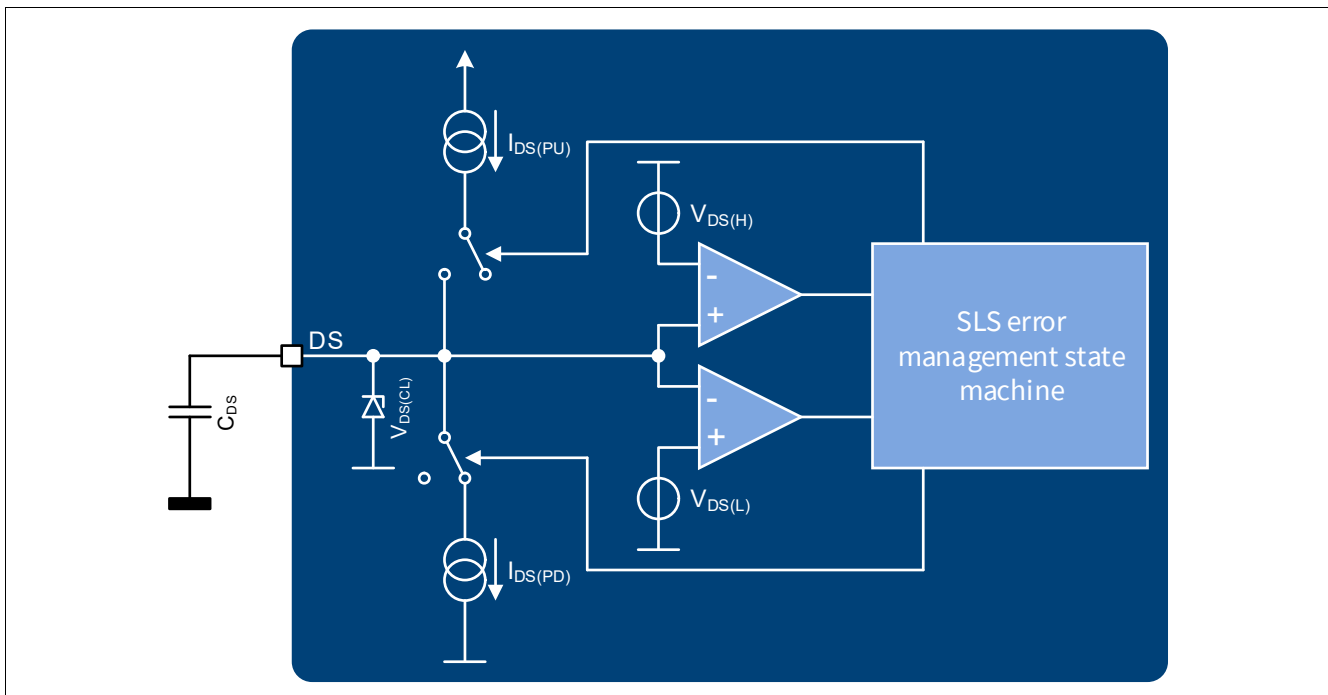 I_DS(PU)
V_DS(H)
-
+
DS
SLS error
management state
machine
V_DS(CL)
C_DS
-
+
V_DS(L)
I_DS(PD)